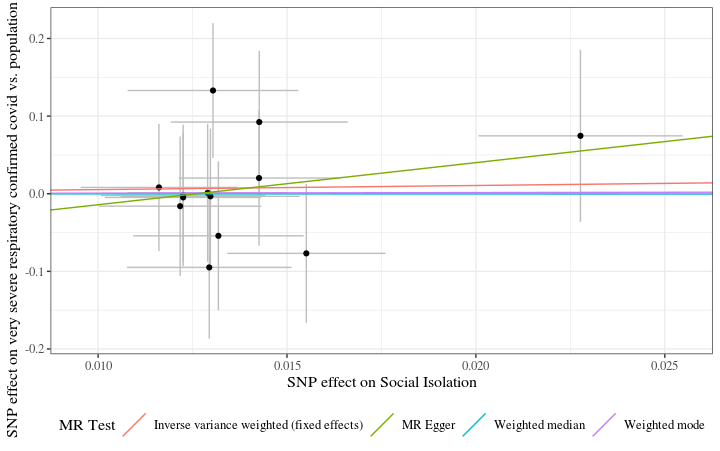 SNP effect on very severe respiratory confirmed covid vs. population
0.2
0.1
0.0
-0.1
-0.2
0.010
0.015
0.020
0.025
SNP effect on Social Isolation
MR Test
Inverse variance weighted (fixed effects)
MR Egger
Weighted median
Weighted mode